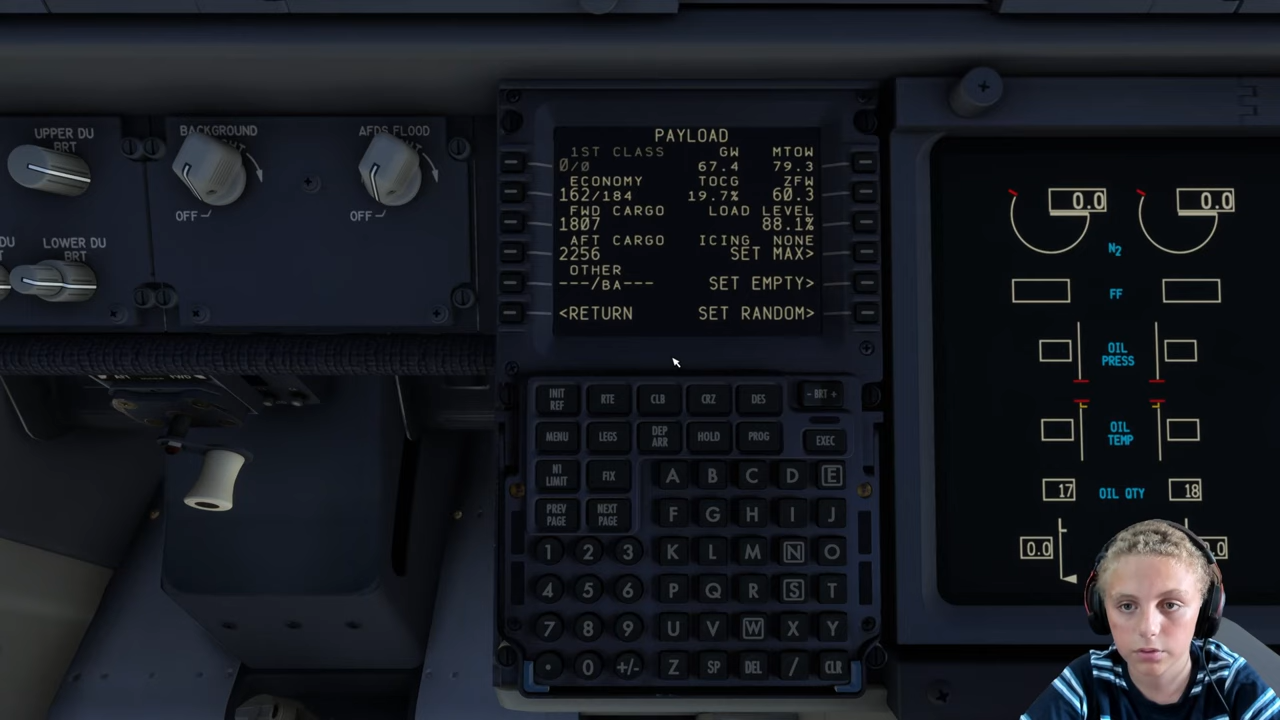 UPPER DU
BRT
BACKGROUND
OFF
AFDS FLOOD
OFF
DU
LOWER DU
BRT
PAYLOAD
1ST CLASS GW MTOW
0/0 67.4 79.3
ECONOMY TOCG ZFW
162/184 19.7% 60.3
FWD CARGO LOAD LEVEL
1807 88.1%
AFT CARGO ICING NONE
2256 SET MAX>
OTHER
---/BA--- SET EMPTY>
<RETURN SET RANDOM>
INIT REF
RTE
CLB
CRZ
DES
- BRT +
MENU
LEGS
DEP ARR
HOLD
PROG
EXEC
N1 LIMIT
FIX
A B C D E
PREV PAGE
NEXT PAGE
F G H I J
1 2 3 K L M N O
4 5 6 P Q R S T
7 8 9 U V W X Y
. 0 +/- Z SP DEL / CLR
0.0 0.0
N2
FF
OIL
PRESS
OIL
TEMP
17 OIL QTY 18
0.0